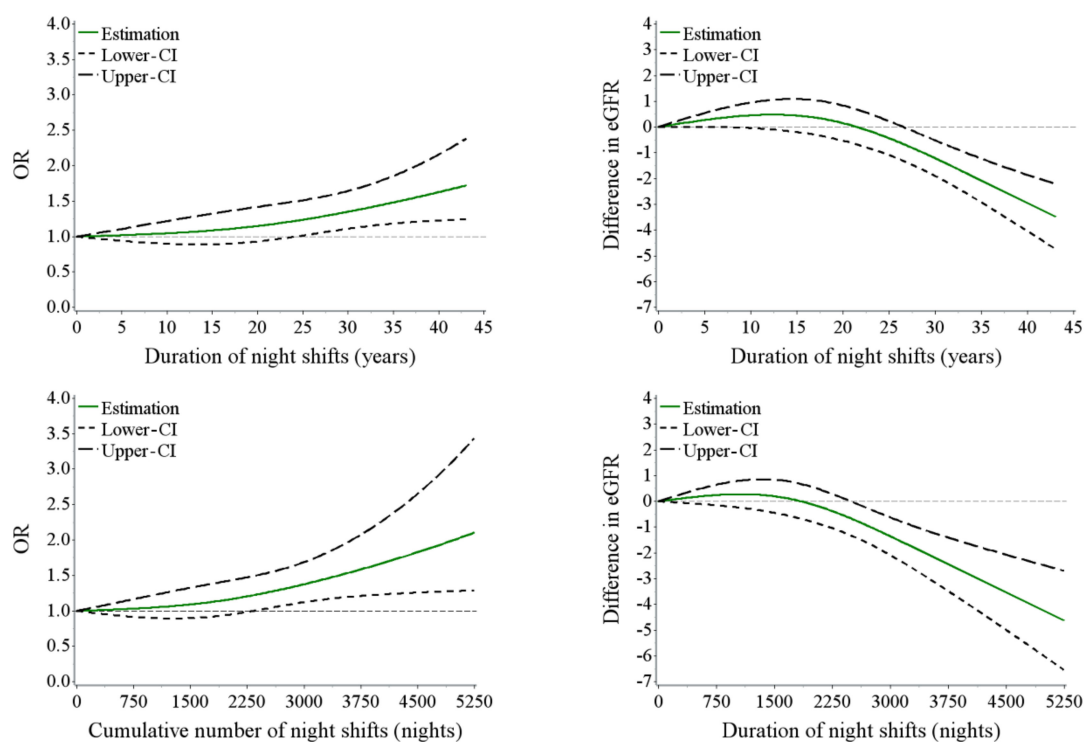 OR
4.0
3.5
3.0
2.5
2.0
1.5
1.0
0.5
0.0
Estimation
Lower-CI
Upper-CI
0 5 10 15 20 25 30 35 40 45
Duration of night shifts (years)
Difference in eGFR
4
3
2
1
0
-1
-2
-3
-4
-5
-6
-7
Estimation
Lower-CI
Upper-CI
0 5 10 15 20 25 30 35 40 45
Duration of night shifts (years)
OR
4.0
3.5
3.0
2.5
2.0
1.5
1.0
0.5
0.0
Estimation
Lower-CI
Upper-CI
0 750 1500 2250 3000 3750 4500 5250
Cumulative number of night shifts (nights)
Difference in eGFR
4
3
2
1
0
-1
-2
-3
-4
-5
-6
-7
Estimation
Lower-CI
Upper-CI
0 750 1500 2250 3000 3750 4500 5250
Duration of night shifts (nights)